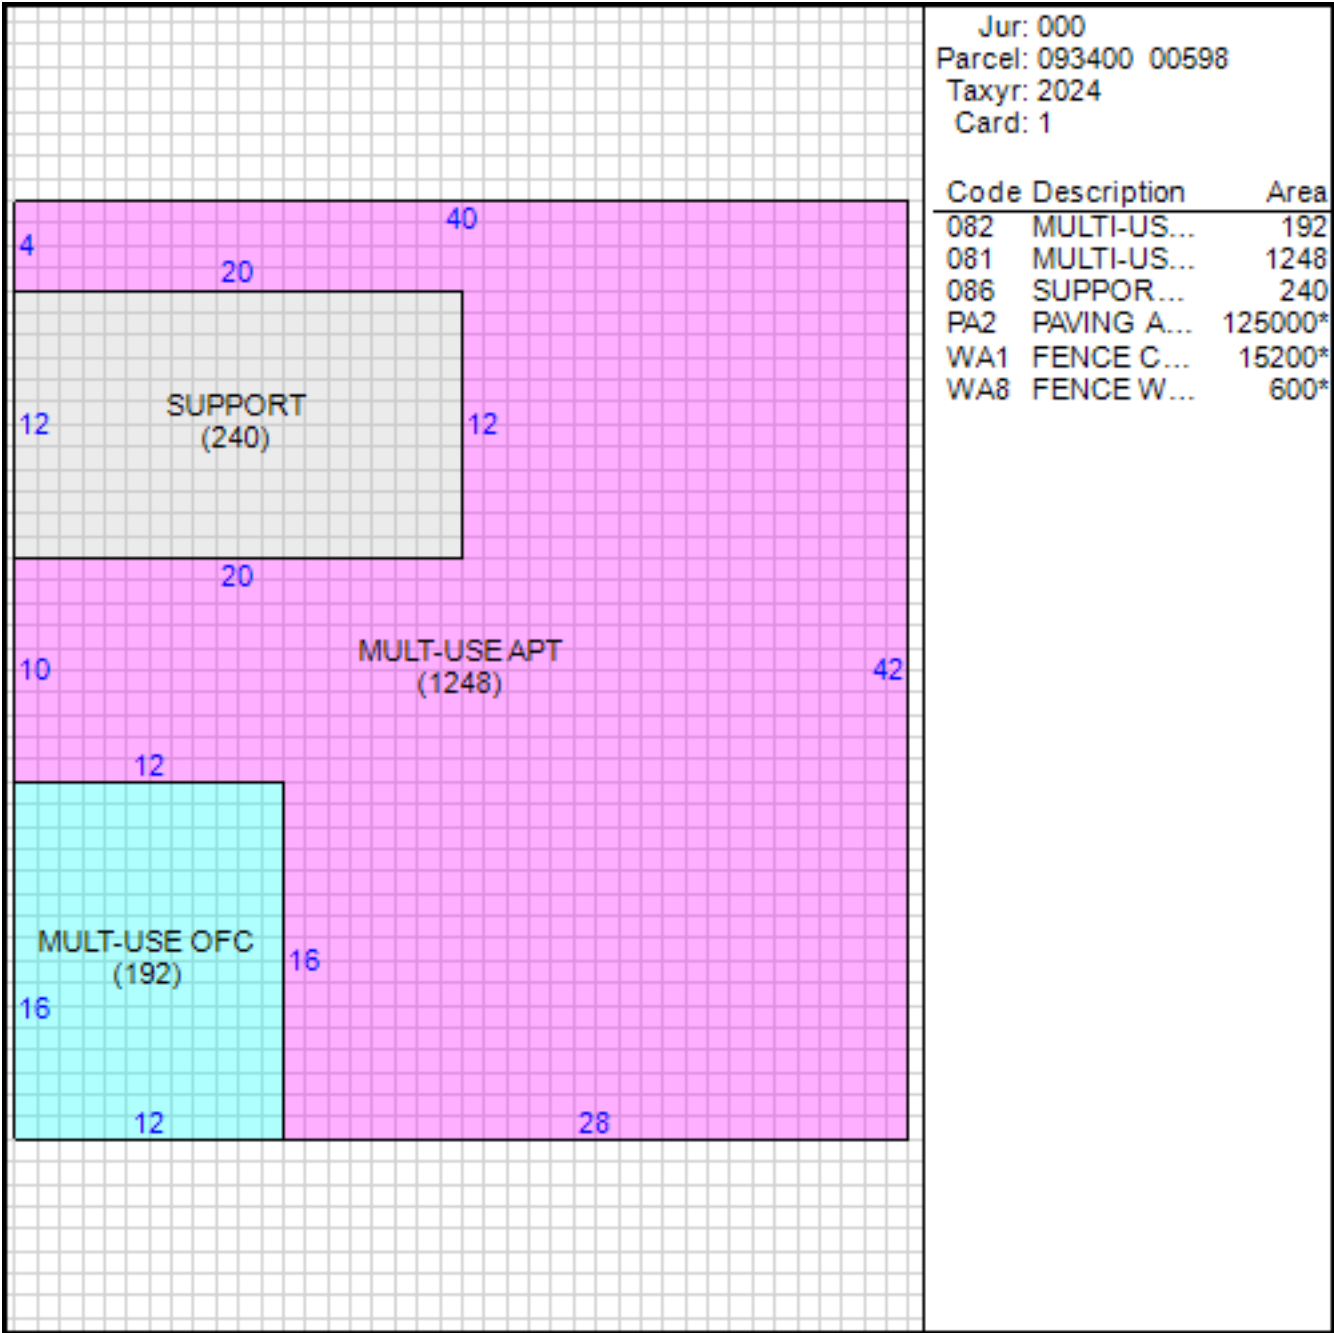 Jur: 000
Parcel: 093400 00598
Taxyr: 2024
Card: 1
Code Description Area
082 MULTI-US... 192
081 MULTI-US... 1248
086 SUPPOR... 240
PA2 PAVING A... 125000*
WA1 FENCE C... 15200*
WA8 FENCE W... 600*
40
4
20
SUPPORT
(240)
12
12
20
MULT-USE APT
(1248)
10
42
12
MULT-USE OFC
(192)
16
16
12
28